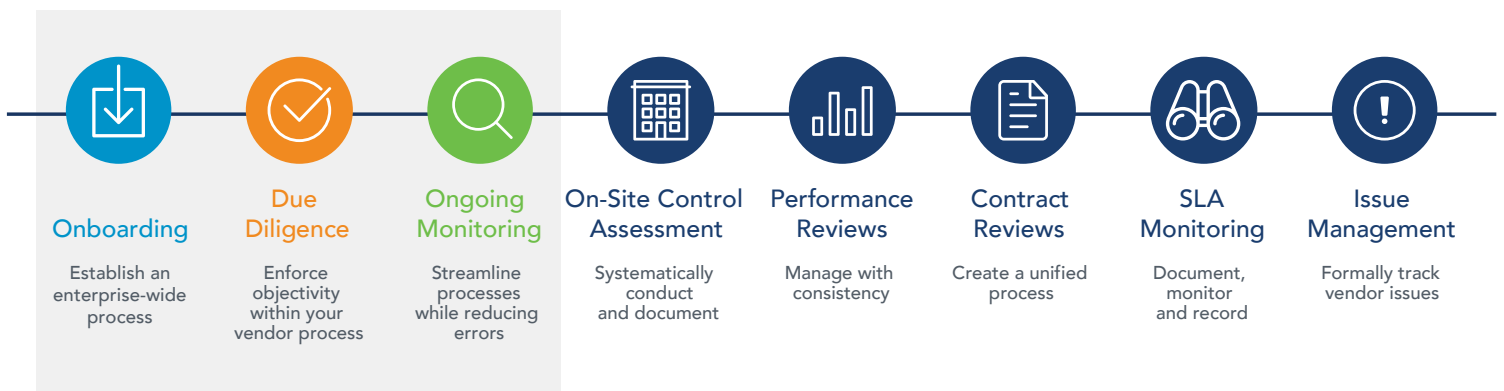 Onboarding
Establish an
enterprise-wide
process
Due
Diligence
Enforce
objectivity
within your
vendor process
Ongoing
Monitoring
Streamline
processes
while reducing
errors
On-Site Control
Assessment
Systematically
conduct
and document
Performance
Reviews
Manage with
consistency
Contract
Reviews
Create a unified
process
SLA
Monitoring
Document,
monitor
and record
Issue
Management
Formally track
vendor issues